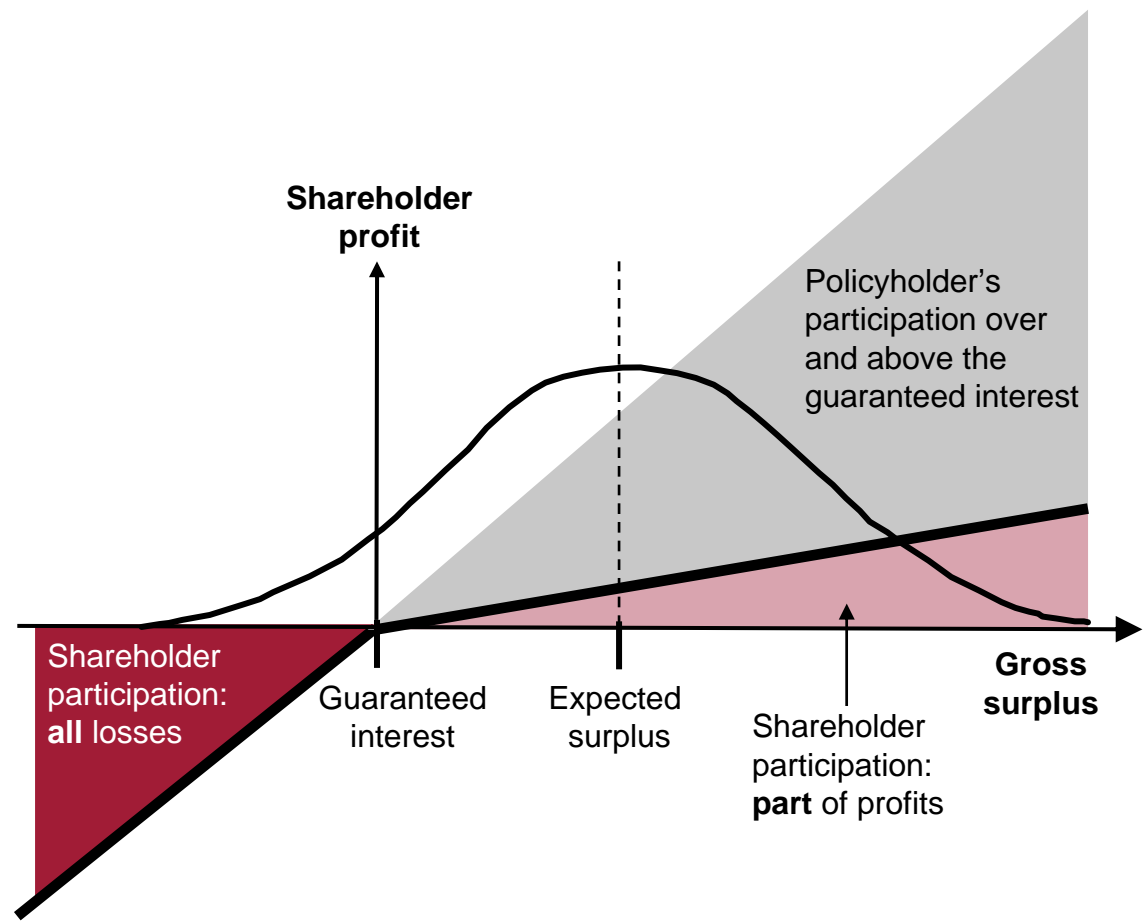 Shareholder
profit
Policyholder's
participation over
and above the
guaranteed interest
Shareholder
participation:
all losses
Guaranteed
interest
Expected
surplus
Shareholder
participation:
part of profits
Gross
surplus